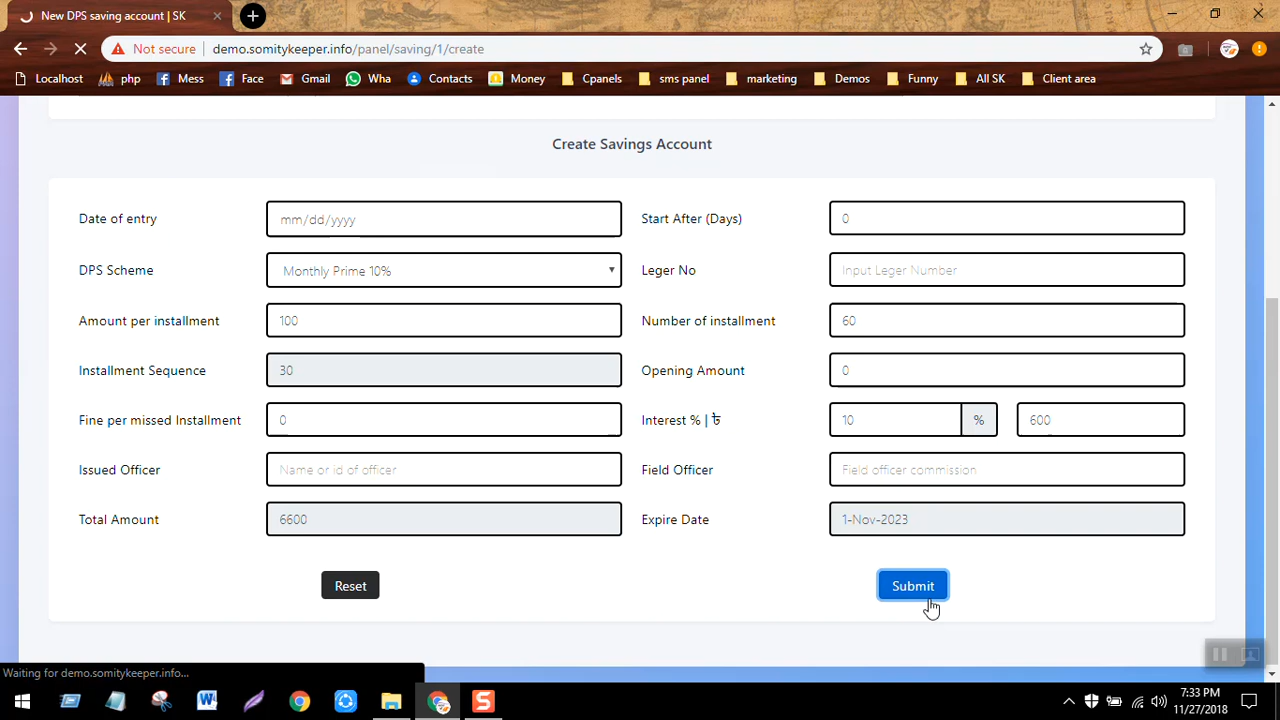 New DPS saving account | SK
Not secure | demo.somitykeeper.info/panel/saving/1/create
Localhost php Mess Face Gmail Wha Contacts Money Cpanels sms panel marketing Demos Funny All SK Client area
Create Savings Account
Date of entry mm/dd/yyyy Start After (Days) 0
DPS Scheme Monthly Prime 10% Leger No Input Leger Number
Amount per installment 100 Number of installment 60
Installment Sequence 30 Opening Amount 0
Fine per missed Installment 0 Interest % | ৳ 10 % 600
Issued Officer Name or id of officer Field Officer Field officer commission
Total Amount 6600 Expire Date 1-Nov-2023
Reset Submit
Waiting for demo.somitykeeper.info...
7:33 PM
11/27/2018